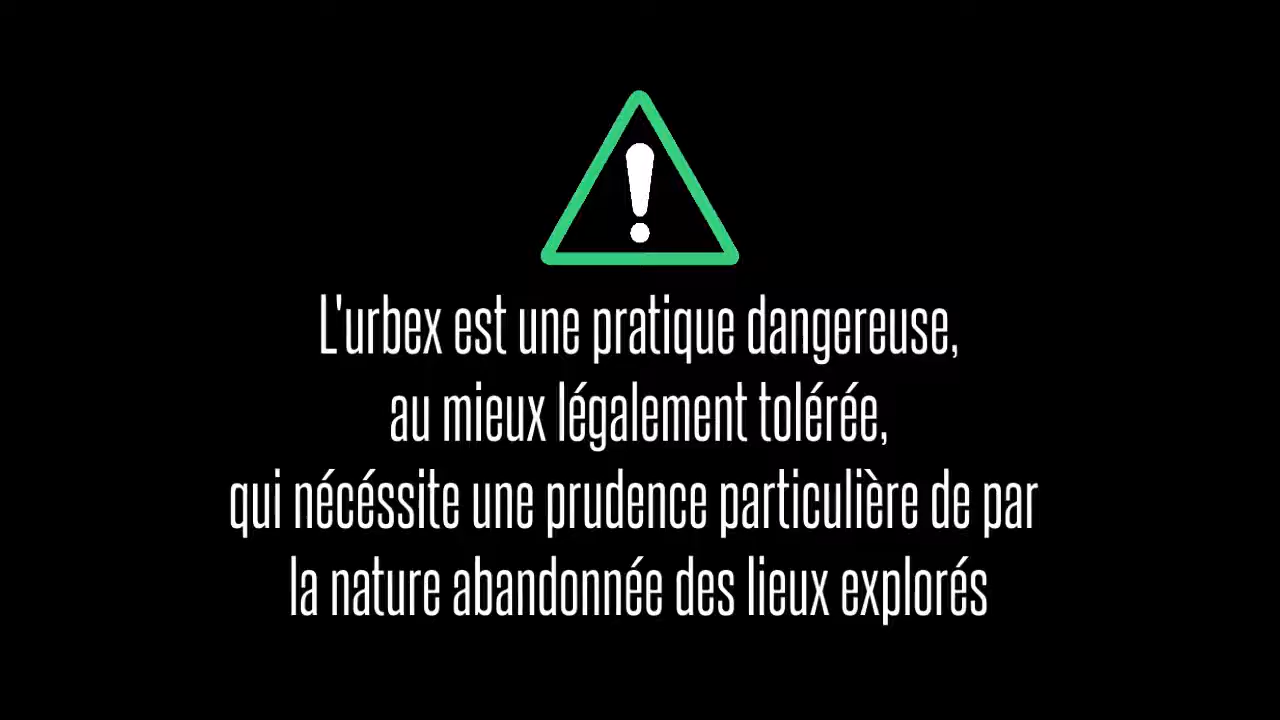 L'urbex est une pratique dangereuse,
au mieux légalement tolérée,
qui nécéssite une prudence particulière de par
la nature abandonnée des lieux explorés